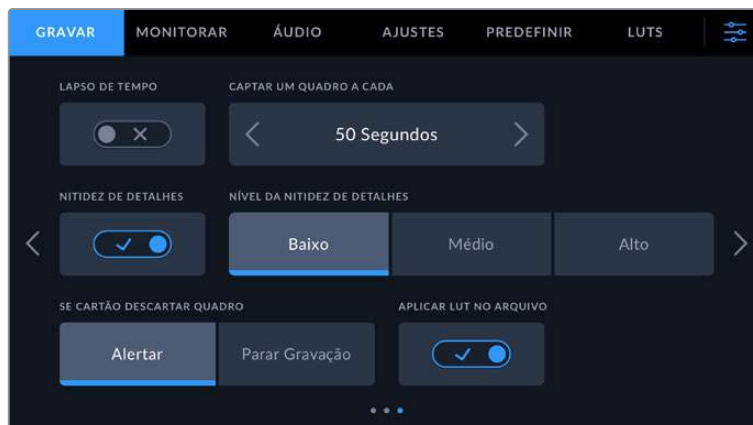 GRAVAR MONITORAR ÁUDIO AJUSTES PREDEFINIR LUTS
LAPSO DE TEMPO CAPTAR UM QUADRO A CADA
50 Segundos
NITIDEZ DE DETALHES NÍVEL DA NITIDEZ DE DETALHES
Baixo Médio Alto
SE CARTÃO DESCARTAR QUADRO APLICAR LUT NO ARQUIVO
Alertar Parar Gravação